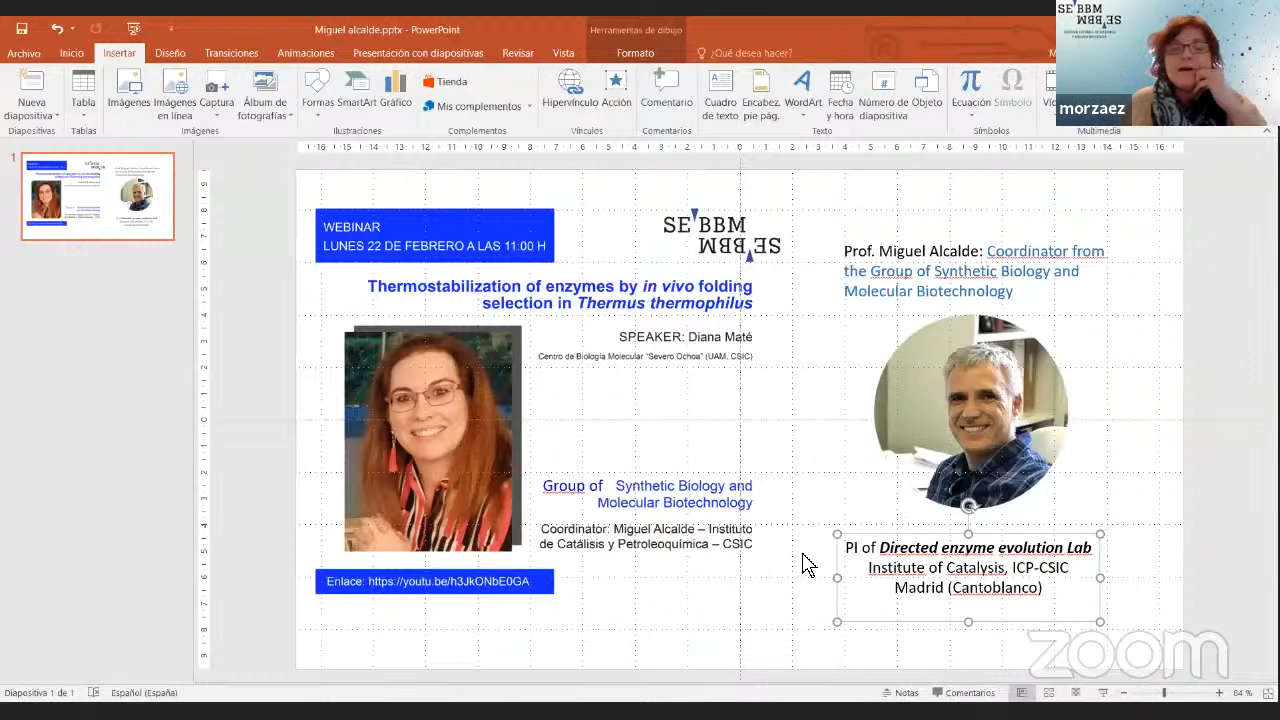 Miguel alcalde.pptx - PowerPoint
Herramientas de dibujo
Archivo Inicio Insertar Diseño Transiciones Animaciones Presentación con diapositivas Revisar Vista Formato ¿Qué desea hacer?
Nueva diapositiva
Tabla
Imágenes
Imágenes en línea
Captura
Álbum de fotografías
Formas
SmartArt
Gráfico
Tienda
Mis complementos
Hipervínculo
Acción
Comentario
Cuadro de texto
Encabez. pie pág.
WordArt
Fecha y hora
Número de diapositiva
Objeto
Ecuación
Símbolo
Diapositivas Tablas Imágenes Ilustraciones Complementos Vínculos Comentarios Texto Símbolos Multimedia
SEBBM
morzaez
1
WEBINAR
LUNES 22 DE FEBRERO A LAS 11:00 H
SEBBM
SEBBM
Thermostabilization of enzymes by in vivo folding
selection in Thermus thermophilus
SPEAKER: Diana Maté
Centro de Biología Molecular "Severo Ochoa" (UAM, CSIC)
Group of Synthetic Biology and
Molecular Biotechnology
Coordinator: Miguel Alcalde – Instituto
de Catálisis y Petroleoquímica – CSIC
Enlace: https://youtu.be/h3JkONbE0GA
Prof. Miguel Alcalde: Coordinator from
the Group of Synthetic Biology and
Molecular Biotechnology
PI of Directed enzyme evolution Lab
Institute of Catalysis, ICP-CSIC
Madrid (Cantoblanco)
zoom
Diapositiva 1 de 1 Español (España) Notas Comentarios 84 %